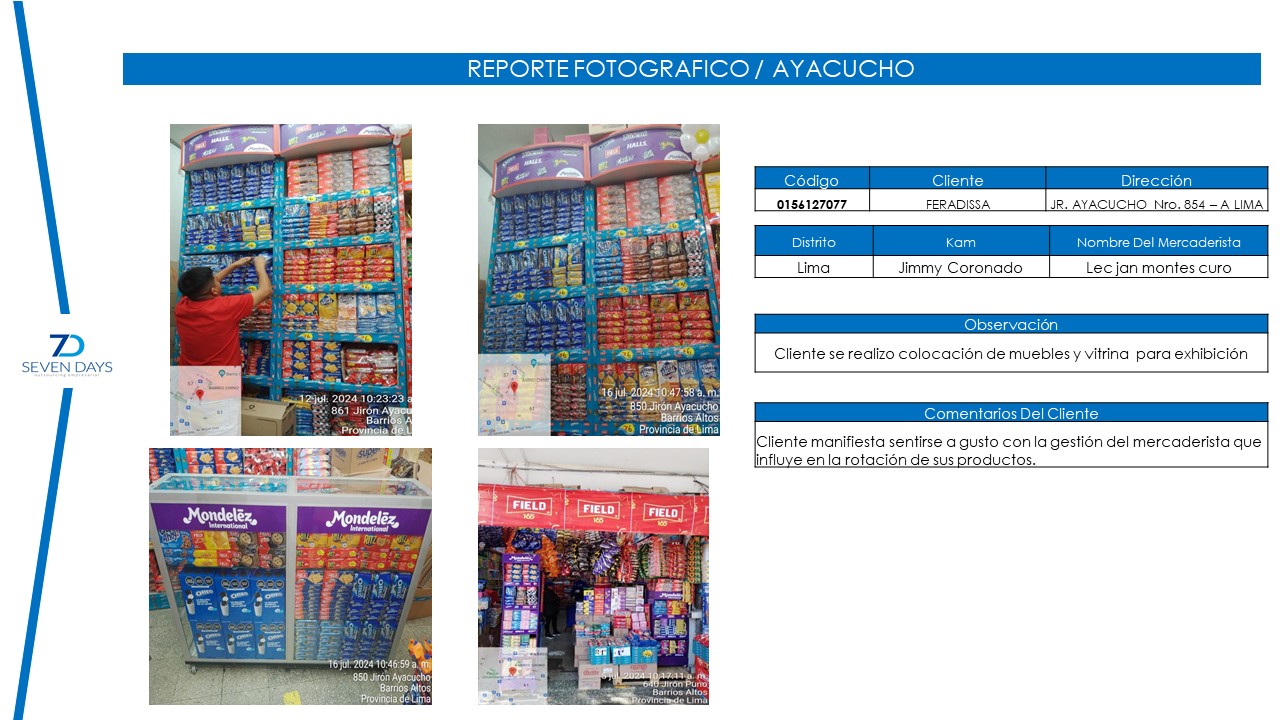 REPORTE FOTOGRAFICO / AYACUCHO
HALLS
HALLS
12 jul. 2024 10:23:23 a
861 Jirón Ayacu
Barrios A
Provincia de L
16 jul. 2024 10:47:58 a. m.
850 Jirón Ayacucho
Barrios Altos
Provincia de Lima
Código
Cliente
Dirección
0156127077
FERADISSA
JR. AYACUCHO Nro. 854 – A LIMA
Distrito
Kam
Nombre Del Mercaderista
Lima
Jimmy Coronado
Lec jan montes curo
Observación
Cliente se realizo colocación de muebles y vitrina para exhibición
Comentarios Del Cliente
Cliente manifiesta sentirse a gusto con la gestión del mercaderista que
influye en la rotación de sus productos.
7D
SEVEN DAYS
Mondelēz
International
Mondelēz
International
RITZ
OREO
OREO
16 jul. 2024 10:46:59 a. m.
850 Jirón Ayacucho
Barrios Altos
Provincia de Lima
FIELD
FIELD
FIELD
Mondelēz
Mondelēz
jul. 2024 10:17:11 a. m.
640 Jirón Puno
Barrios Altos
Provincia de Lima